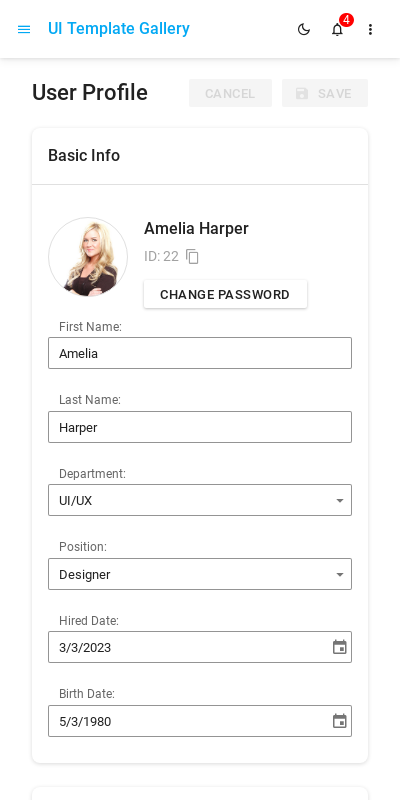 UI Template Gallery
4
User Profile
CANCEL
SAVE
Basic Info
Amelia Harper
ID: 22
CHANGE PASSWORD
First Name:
Amelia
Last Name:
Harper
Department:
UI/UX
Position:
Designer
Hired Date:
3/3/2023
Birth Date:
5/3/1980